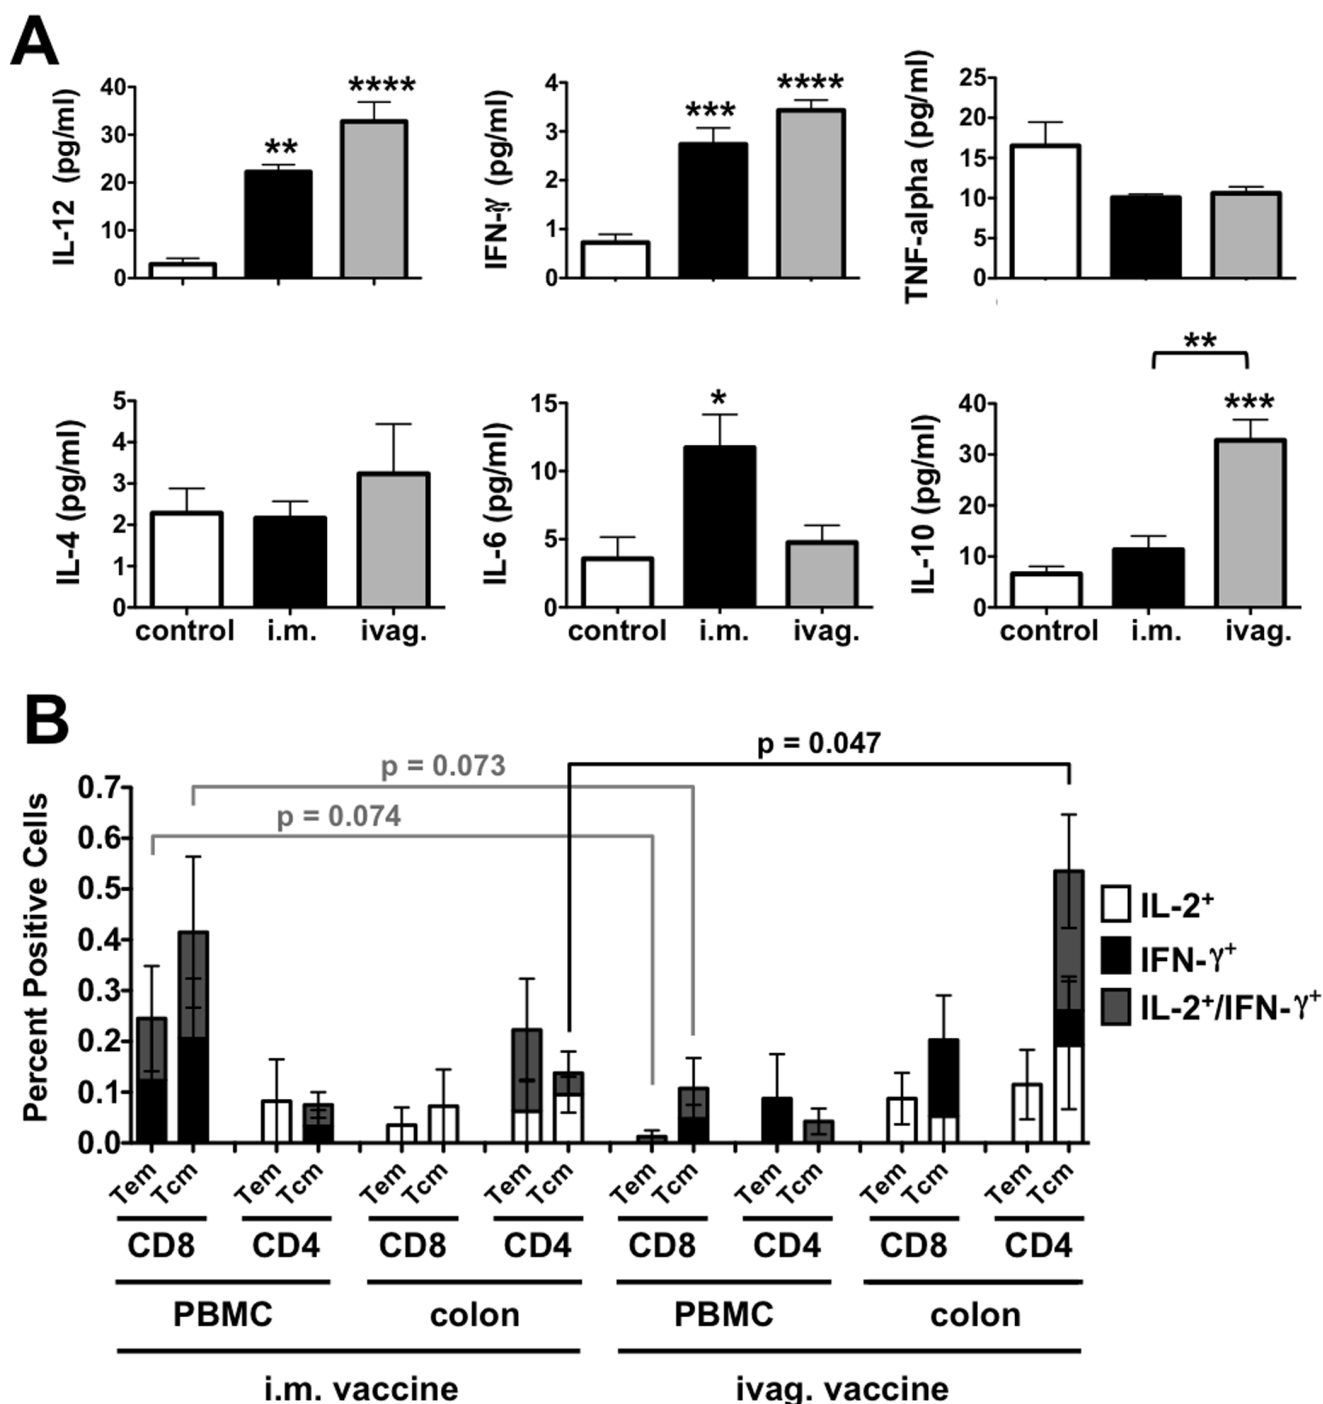 A
IL-12 (pg/ml)
40
30
20
10
0
**
****
IFN-γ (pg/ml)
4
3
2
1
0
***
****
TNF-alpha (pg/ml)
25
20
15
10
5
0
IL-4 (pg/ml)
5
4
3
2
1
0
control i.m. ivag.
IL-6 (pg/ml)
15
10
5
0
*
control i.m. ivag.
IL-10 (pg/ml)
40
30
20
10
0
**
***
control i.m. ivag.
B
Percent Positive Cells
0.7
0.6
0.5
0.4
0.3
0.2
0.1
0.0
p = 0.073
p = 0.074
p = 0.047
IL-2⁺
IFN-γ⁺
IL-2⁺/IFN-γ⁺
Tem Tcm Tem Tcm Tem Tcm Tem Tcm Tem Tcm Tem Tcm Tem Tcm Tem Tcm
CD8 CD4 CD8 CD4 CD8 CD4 CD8 CD4
PBMC colon PBMC colon
i.m. vaccine ivag. vaccine